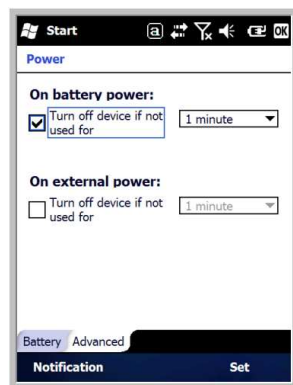 Start a OK
Power
On battery power:
Turn off device if not
used for
1 minute
On external power:
Turn off device if not
used for
1 minute
Battery Advanced
Notification Set